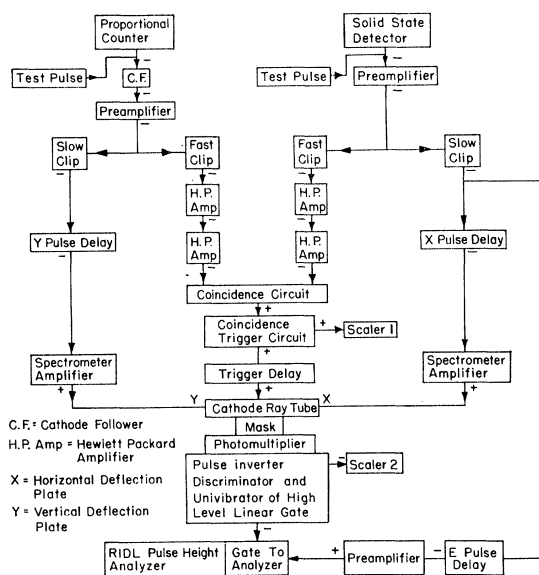 Proportional
Counter
Solid State
Detector
Test Pulse
C.F.
Test Pulse
Preamplifier
Preamplifier
Slow
Clip
Fast
Clip
Fast
Clip
Slow
Clip
H.P.
Amp
H.P.
Amp
Y Pulse Delay
H.P.
Amp
H.P.
Amp
X Pulse Delay
Coincidence Circuit
Coincidence
Trigger Circuit
Scaler 1
Spectrometer
Amplifier
Trigger Delay
Spectrometer
Amplifier
Y
X
Cathode Ray Tube
Mask
Photomultiplier
C.F. = Cathode Follower
H.P. Amp = Hewlett Packard
Amplifier
X = Horizontal Deflection
Plate
Y = Vertical Deflection
Plate
Pulse inverter
Discriminator and
Univibrator of High
Level Linear Gate
Scaler 2
RIDL Pulse Height
Analyzer
Gate To
Analyzer
Preamplifier
E Pulse
Delay